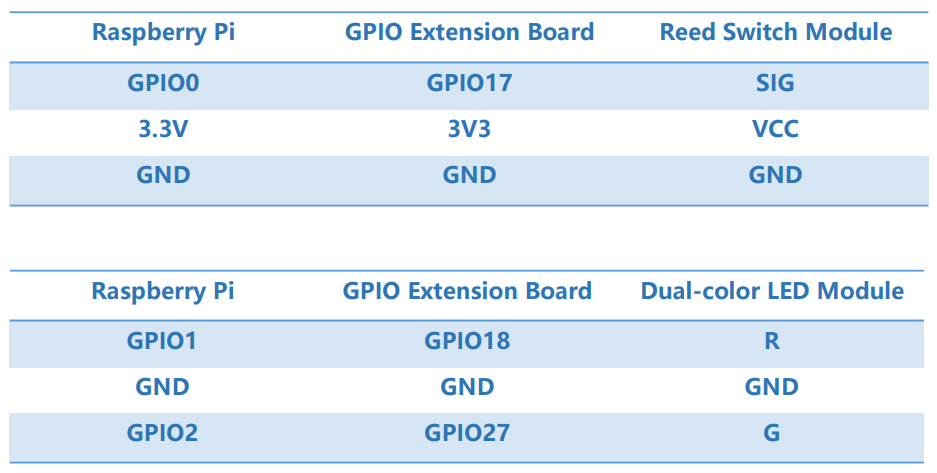 Raspberry Pi GPIO Extension Board Reed Switch Module
GPIO0 GPIO17 SIG
3.3V 3V3 VCC
GND GND GND
Raspberry Pi GPIO Extension Board Dual-color LED Module
GPIO1 GPIO18 R
GND GND GND
GPIO2 GPIO27 G